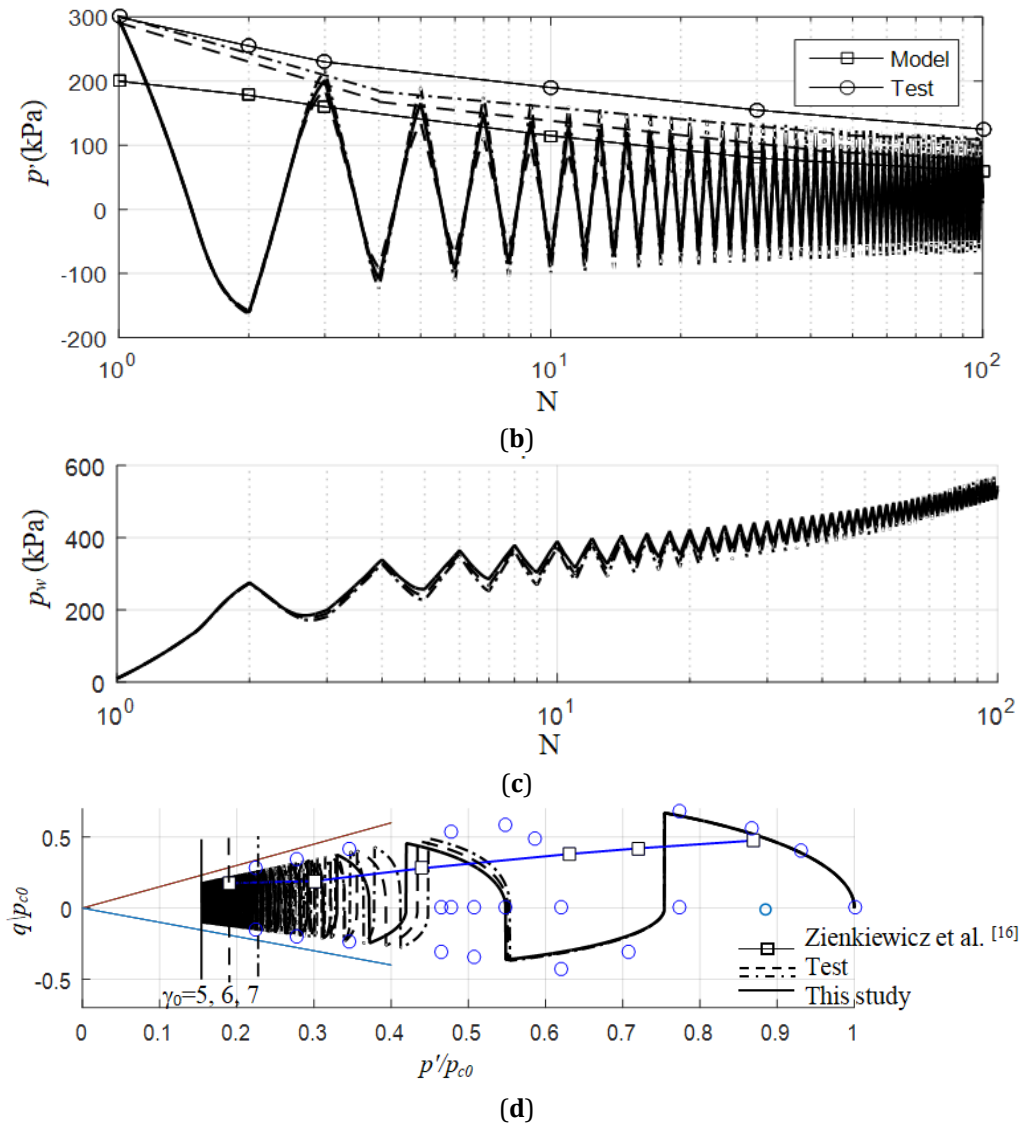 300
200
100
0
-100
-200
p'(kPa)
Model
Test
10^0
10^1
10^2
N
(b)
600
400
200
0
p_w (kPa)
10^0
10^1
10^2
N
(c)
0.5
0
-0.5
q\p_c0
Zienkiewicz et al. [16]
Test
This study
γ_0=5, 6, 7
0 0.1 0.2 0.3 0.4 0.5 0.6 0.7 0.8 0.9 1
p'/p_c0
(d)